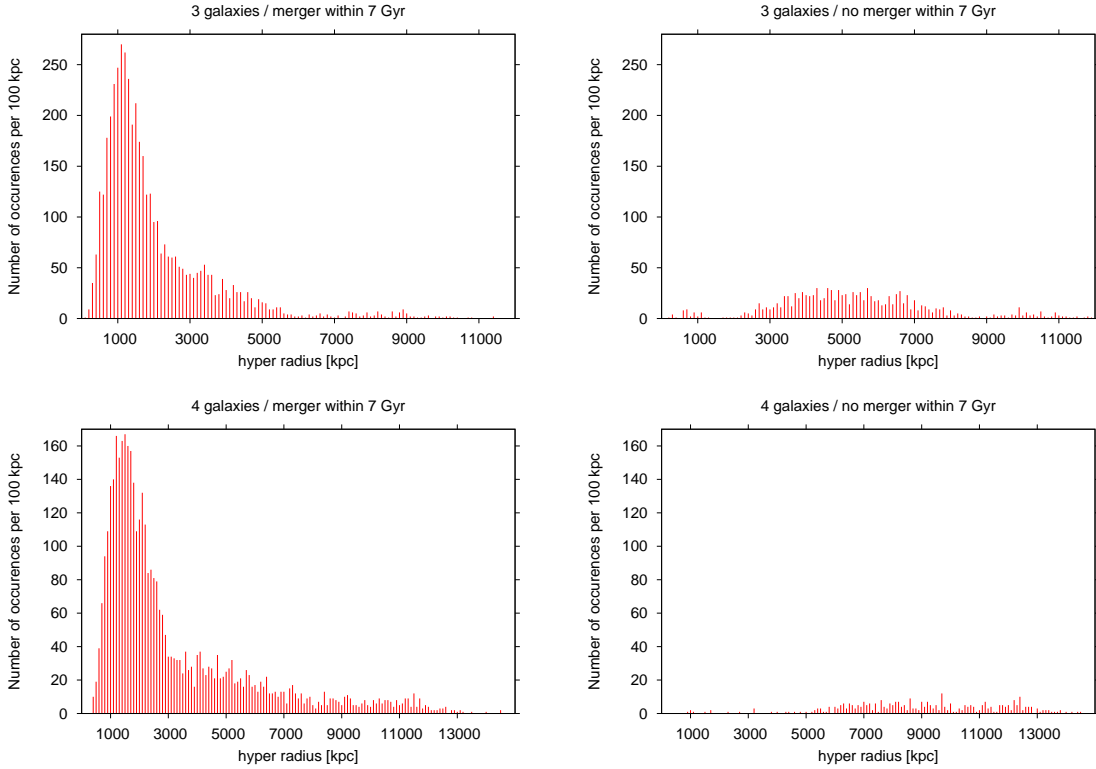 3 galaxies / merger within 7 Gyr
Number of occurences per 100 kpc
250
200
150
100
50
0
1000 3000 5000 7000 9000 11000
hyper radius [kpc]
3 galaxies / no merger within 7 Gyr
Number of occurences per 100 kpc
250
200
150
100
50
0
1000 3000 5000 7000 9000 11000
hyper radius [kpc]
4 galaxies / merger within 7 Gyr
Number of occurences per 100 kpc
160
140
120
100
80
60
40
20
0
1000 3000 5000 7000 9000 11000 13000
hyper radius [kpc]
4 galaxies / no merger within 7 Gyr
Number of occurences per 100 kpc
160
140
120
100
80
60
40
20
0
1000 3000 5000 7000 9000 11000 13000
hyper radius [kpc]